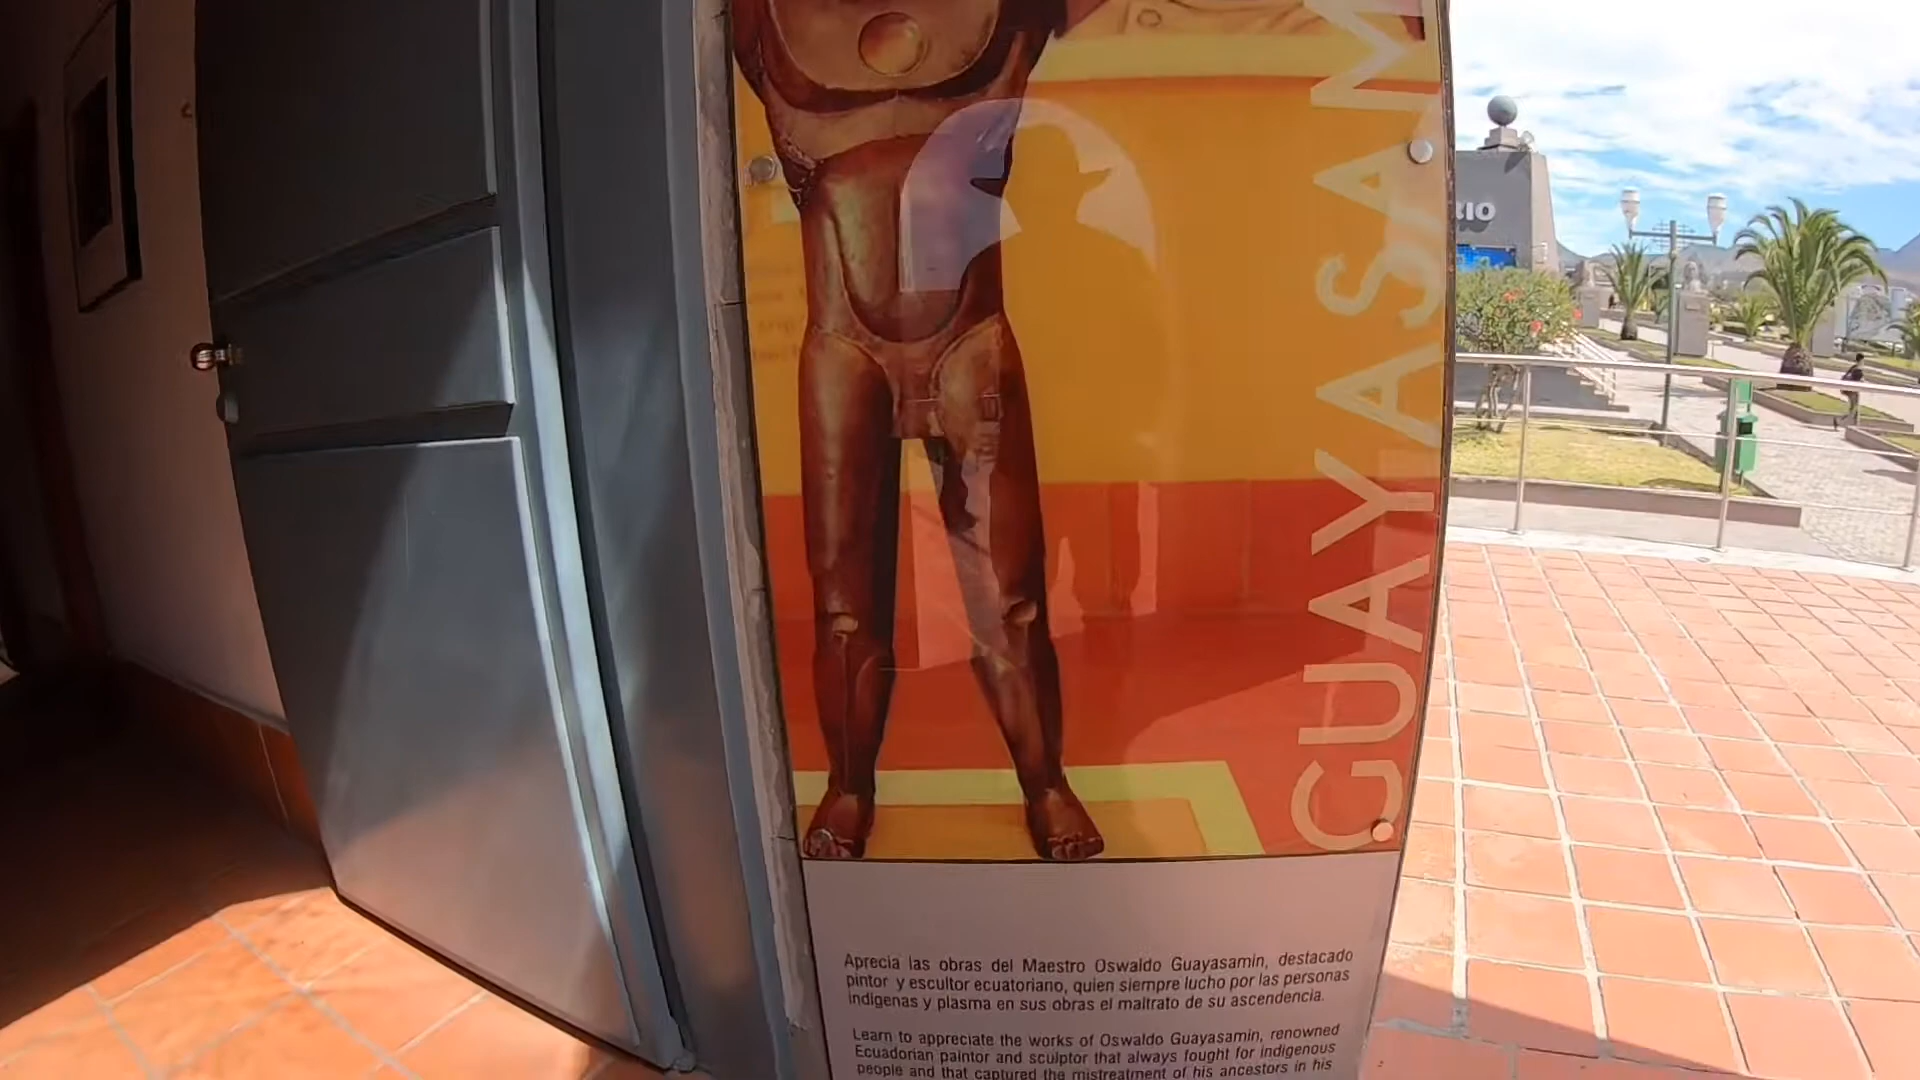 GUAYASAM
RIO
Aprecia las obras del Maestro Oswaldo Guayasamin, destacado
pintor y escultor ecuatoriano, quien siempre lucho por las personas
indigenas y plasma en sus obras el maltrato de su ascendencia.
Learn to appreciate the works of Oswaldo Guayasamin, renowned
Ecuadorian painter and sculptor that always fought for indigenous
people and that captured the mistreatment of his ancestors in his